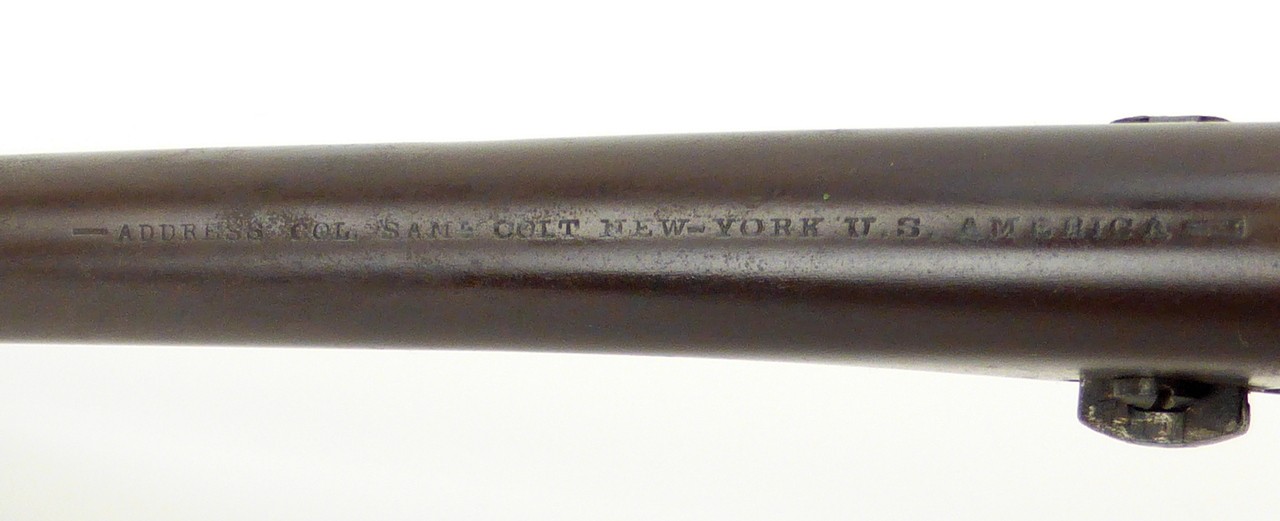 — ADDRESS COL. SAML COLT NEW-YORK U.S. AMERICA —